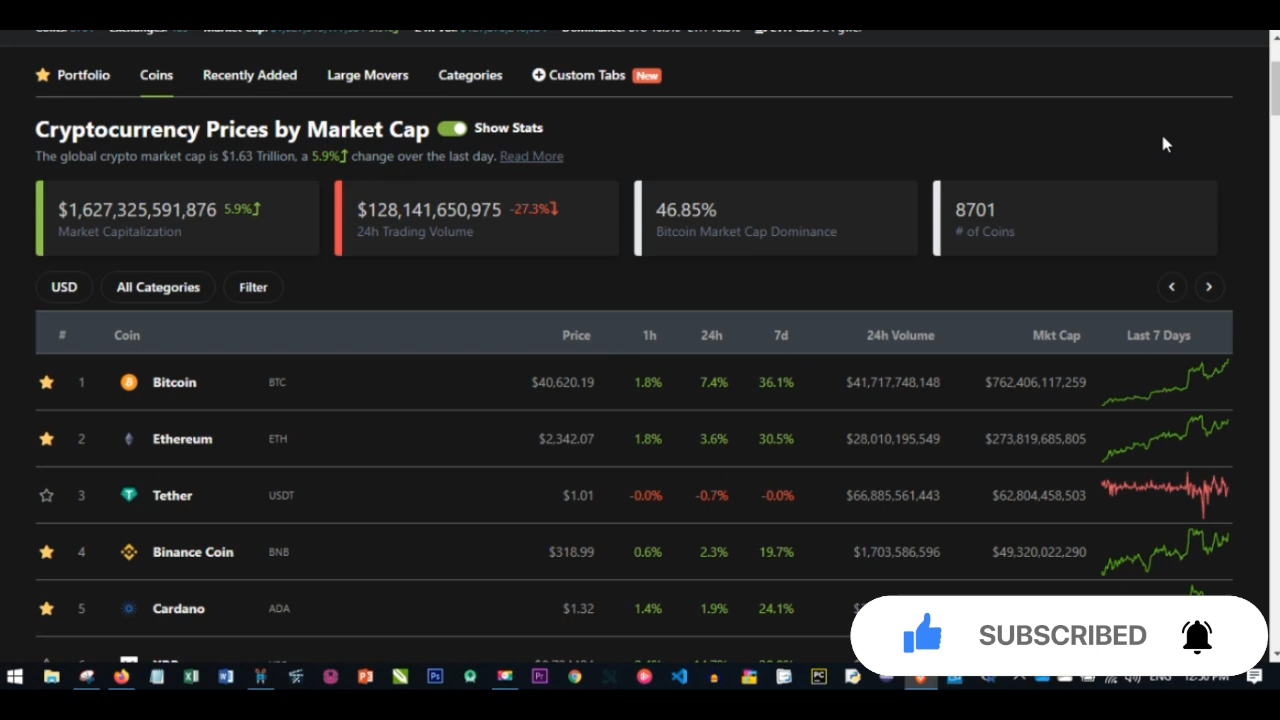 Portfolio Coins Recently Added Large Movers Categories Custom Tabs New
Cryptocurrency Prices by Market Cap Show Stats
The global crypto market cap is $1.63 Trillion, a 5.9% change over the last day. Read More
$1,627,325,591,876 5.9% $128,141,650,975 -27.3% 46.85% 8701
Market Capitalization 24h Trading Volume Bitcoin Market Cap Dominance # of Coins
USD All Categories Filter
# Coin Price 1h 24h 7d 24h Volume Mkt Cap Last 7 Days
1 Bitcoin BTC $40,620.19 1.8% 7.4% 36.1% $41,717,748,148 $762,406,117,259
2 Ethereum ETH $2,342.07 1.8% 3.6% 30.5% $28,010,195,549 $273,819,685,805
3 Tether USDT $1.01 -0.0% -0.7% -0.0% $66,885,561,443 $62,804,458,503
4 Binance Coin BNB $318.99 0.6% 2.3% 19.7% $1,703,586,596 $49,320,022,290
5 Cardano ADA $1.32 1.4% 1.9% 24.1%
SUBSCRIBED